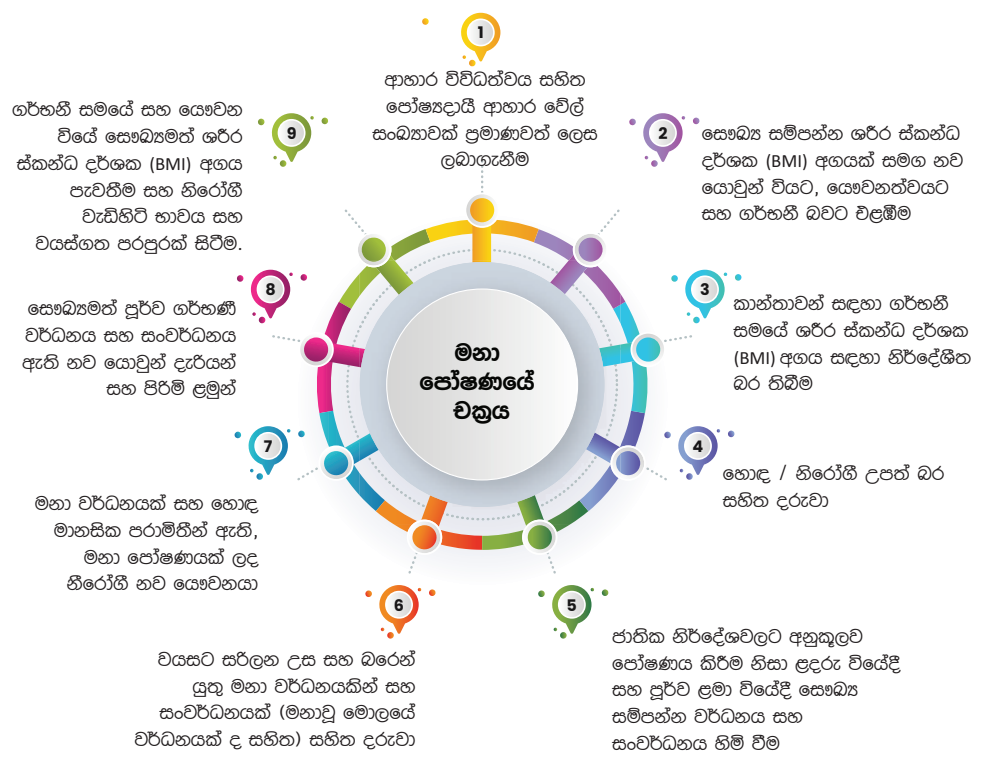 1
ආහාර විවිධත්වය සහිත
පෝෂ්‍යදායී ආහාර වේල්
සංඛ්‍යාවක් ප්‍රමාණවත් ලෙස
ලබාගැනීම
2
සෞඛ්‍ය සම්පන්න ශරීර ස්කන්ධ
දර්ශක (BMI) අගයක් සමග නව
යොවුන් වියට, යෞවනත්වයට
සහ ගර්භනී බවට එළඹීම
3
කාන්තාවන් සඳහා ගර්භනී
සමයේ ශරීර ස්කන්ධ දර්ශක
(BMI) අගය සඳහා නිර්දේශීත
බර තිබීම
4
හොඳ / නිරෝගී උපත් බර
සහිත දරුවා
5
ජාතික නිර්දේශවලට අනුකූලව
පෝෂණය කිරීම නිසා ළදරු වියේදී
සහ පූර්ව ළමා වියේදී සෞඛ්‍ය
සම්පන්න වර්ධනය සහ
සංවර්ධනය හිමි වීම
6
වයසට සරිලන උස සහ බරෙන්
යුතු මනා වර්ධනයකින් සහ
සංවර්ධනයක් (මනාවූ මොලයේ
වර්ධනයක් ද සහිත) සහිත දරුවා
7
මනා වර්ධනයක් සහ හොඳ
මානසික පරාමිතීන් ඇති,
මනා පෝෂණයක් ලද
නීරෝගී නව යෞවනයා
8
සෞඛ්‍යමත් පූර්ව ගර්භණී
වර්ධනය සහ සංවර්ධනය
ඇති නව යොවුන් දැරියන්
සහ පිරිමි ළමුන්
9
ගර්භනී සමයේ සහ යෞවන
වියේ සෞඛ්‍යමත් ශරීර
ස්කන්ධ දර්ශක (BMI) අගය
පැවතීම සහ නිරෝගී
වැඩිහිටි භාවය සහ
වයස්ගත පරපුරක් සිටීම.
මනා
පෝෂණයේ
චක්‍රය